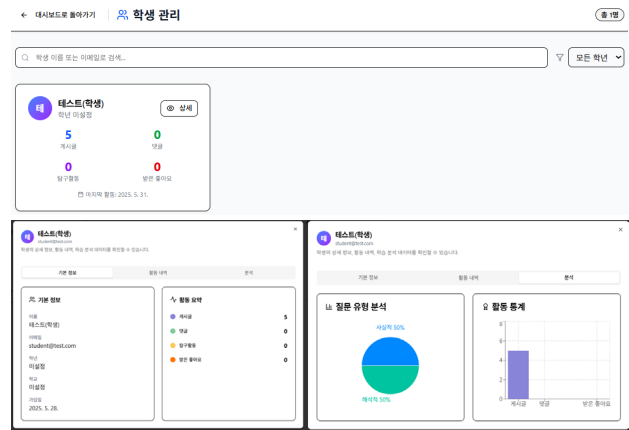 ← 대시보드로 돌아가기 학생 관리 총 1명
학생 이름 또는 이메일로 검색... 모든 학년
테 테스트(학생) 상세
학년 미설정
5 0
게시글 댓글
0 0
탐구활동 받은 좋아요
마지막 활동: 2025. 5. 31.
테 테스트(학생) ×
student@test.com
학생의 상세 정보, 활동 내역, 학습 분석 데이터를 확인할 수 있습니다.
기본 정보 활동 내역 분석
기본 정보
이름
테스트(학생)
이메일
student@test.com
학년
미설정
학교
미설정
가입일
2025. 5. 28.
활동 요약
게시글 5
댓글 0
탐구활동 0
받은 좋아요 0
테 테스트(학생) ×
student@test.com
학생의 상세 정보, 활동 내역, 학습 분석 데이터를 확인할 수 있습니다.
기본 정보 활동 내역 분석
질문 유형 분석
사실적 50%
해석적 50%
활동 통계
8
6
4
2
0
게시글 댓글 받은 좋아요